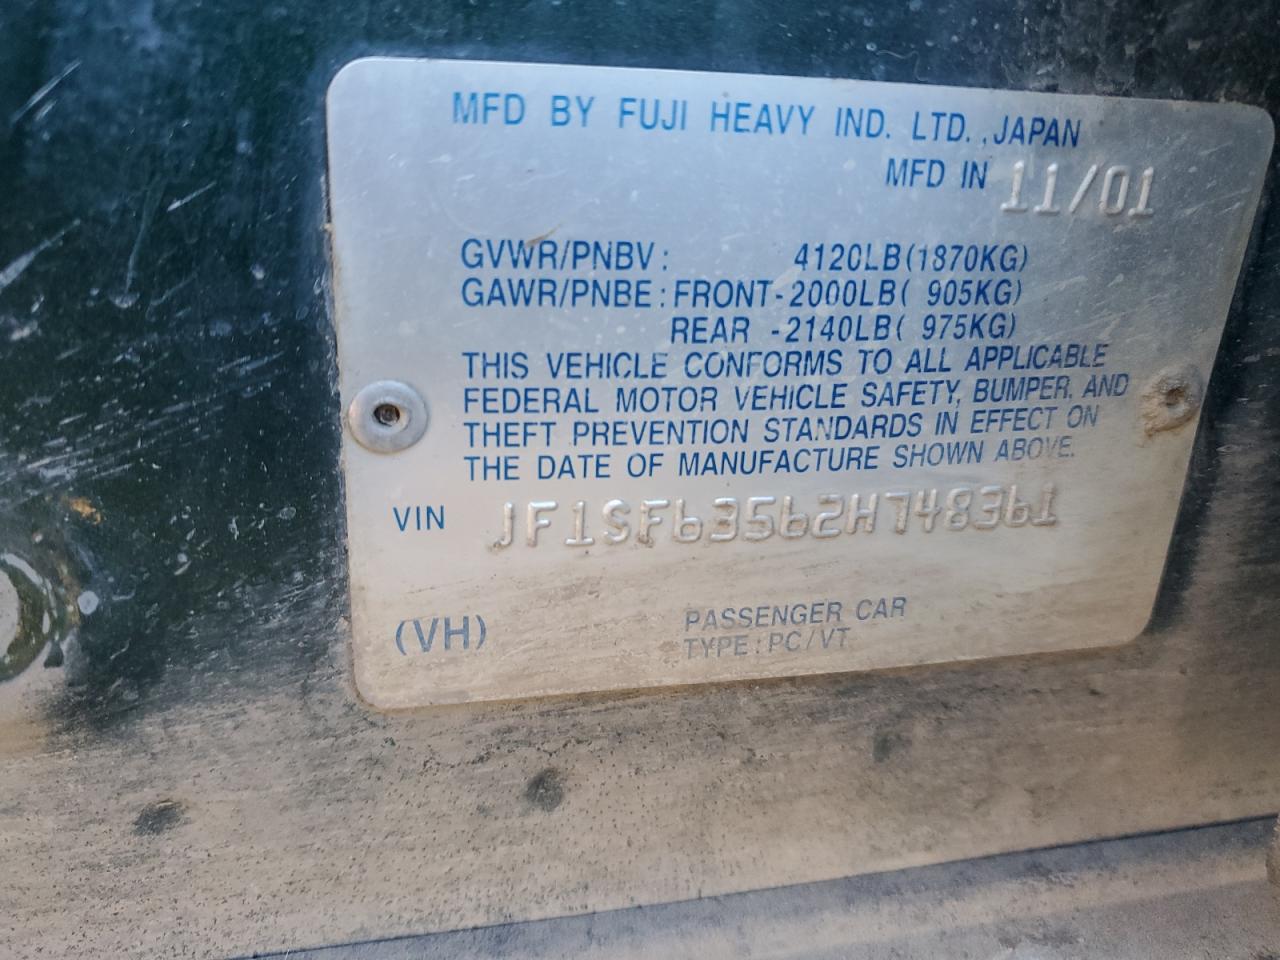 MFD BY FUJI HEAVY IND. LTD. ,JAPAN
MFD IN 11/01
GVWR/PNBV : 4120LB(1870KG)
GAWR/PNBE : FRONT-2000LB( 905KG)
REAR -2140LB( 975KG)
THIS VEHICLE CONFORMS TO ALL APPLICABLE
FEDERAL MOTOR VEHICLE SAFETY, BUMPER, AND
THEFT PREVENTION STANDARDS IN EFFECT ON
THE DATE OF MANUFACTURE SHOWN ABOVE.
VIN JF1SF63562H748361
(VH)
PASSENGER CAR
TYPE : PC/VT